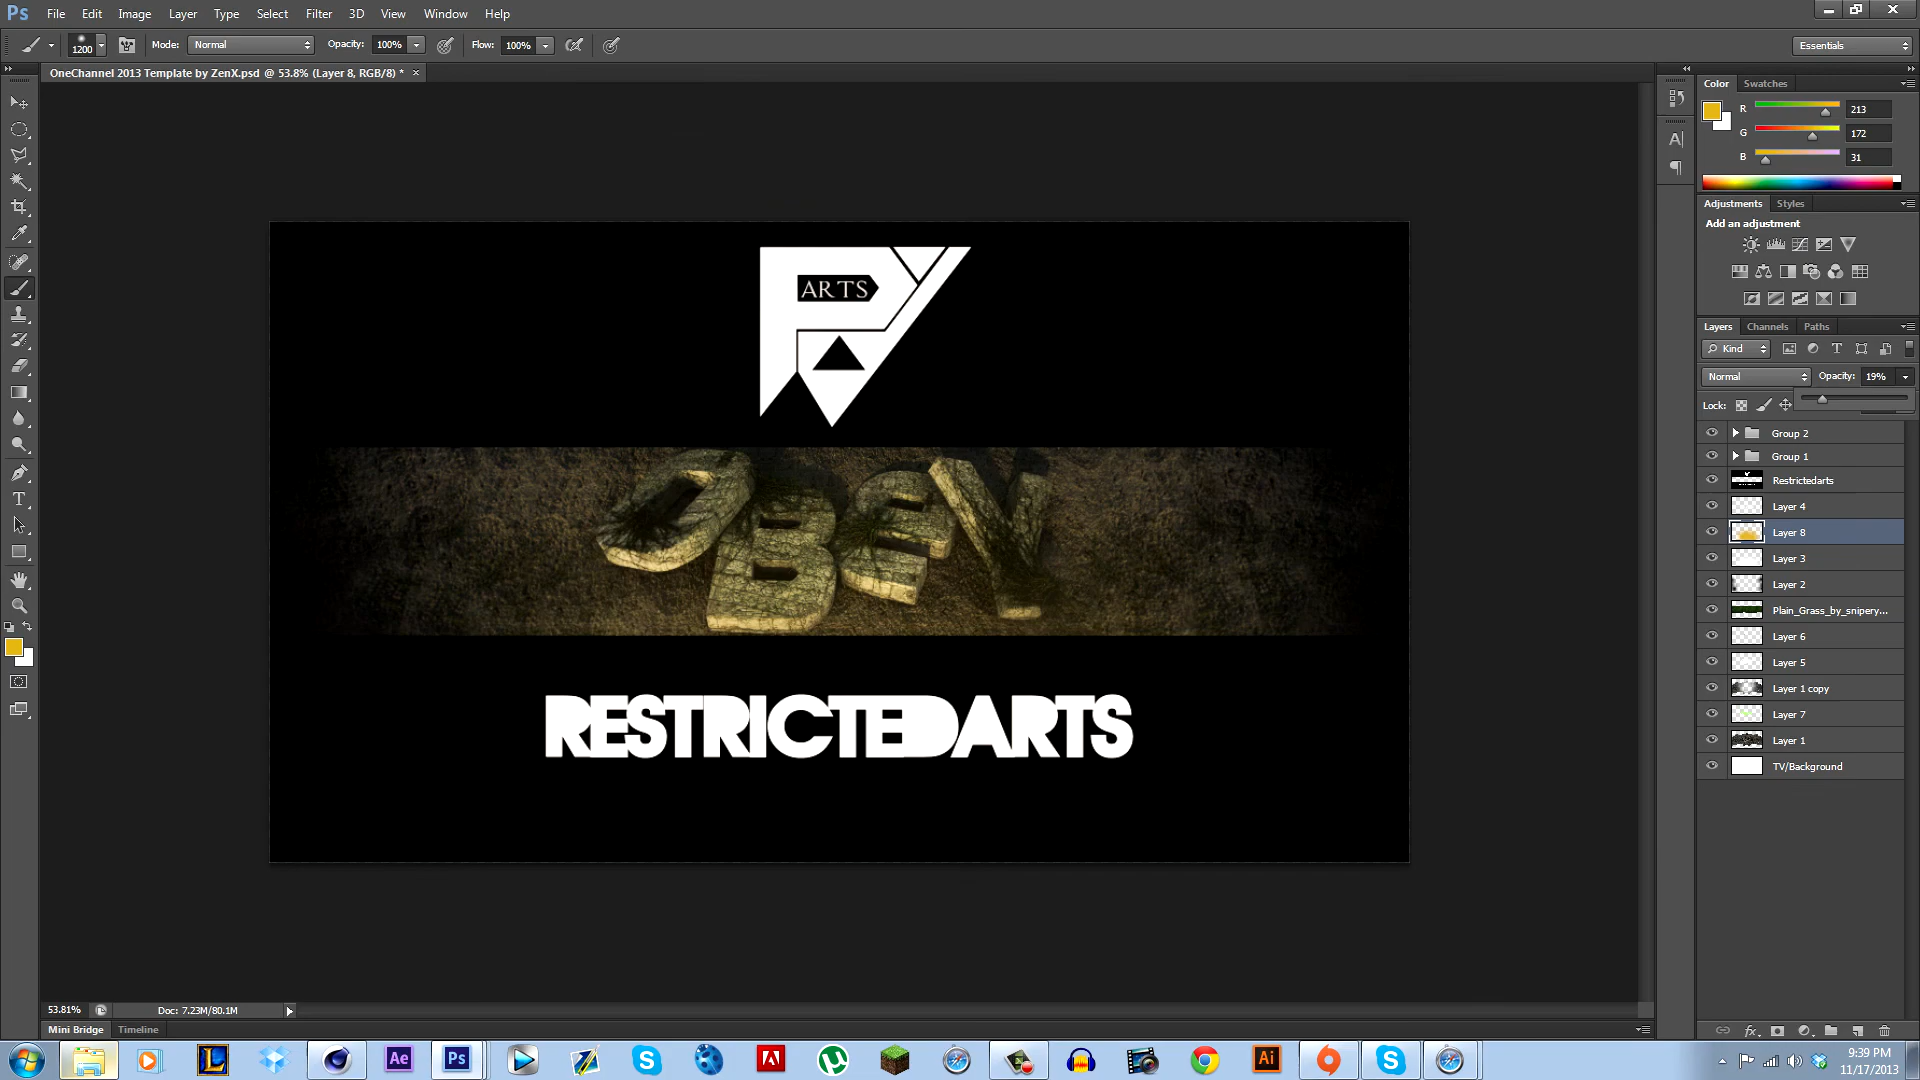 Ps File Edit Image Layer Type Select Filter 3D View Window Help
1200 Mode: Normal Opacity: 100% Flow: 100% Essentials
OneChannel 2013 Template by ZenX.psd @ 53.8% (Layer 8, RGB/8) *
Color Swatches
R 213
G 172
B 31
Adjustments Styles
Add an adjustment
Layers Channels Paths
Kind
Normal Opacity: 19%
Lock:
Group 2
Group 1
Restrictedarts
Layer 4
Layer 8
Layer 3
Layer 2
Plain_Grass_by_snipery...
Layer 6
Layer 5
Layer 1 copy
Layer 7
Layer 1
TV/Background
ARTS
OBEY
RESTRICTEDARTS
53.81% Doc: 7.23M/80.1M
Mini Bridge Timeline
Ae Ps Ai
9:39 PM
11/17/2013